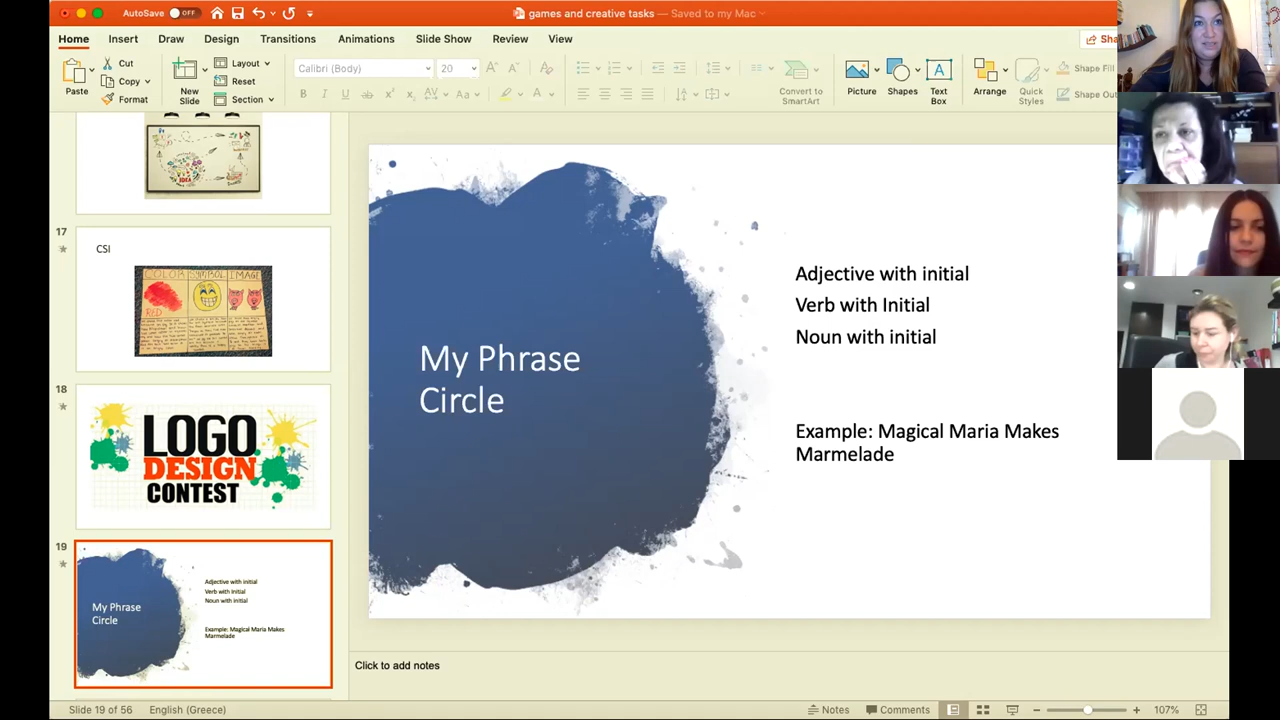 AutoSave OFF games and creative tasks — Saved to my Mac
Home Insert Draw Design Transitions Animations Slide Show Review View Sha
Paste Cut Copy Format New Slide Layout Reset Section Calibri (Body) 20 Convert to SmartArt Picture Shapes Text Box Arrange Quick Styles Shape Fill Shape Out
17
CSI
COLOR SYMBOL IMAGE
RED
18
LOGO
DESIGN
CONTEST
19
My Phrase
Circle
Adjective with initial
Verb with Initial
Noun with initial
Example: Magical Maria Makes
Marmelade
My Phrase
Circle
Adjective with initial
Verb with Initial
Noun with initial
Example: Magical Maria Makes
Marmelade
Click to add notes
Slide 19 of 56 English (Greece) Notes Comments 107%